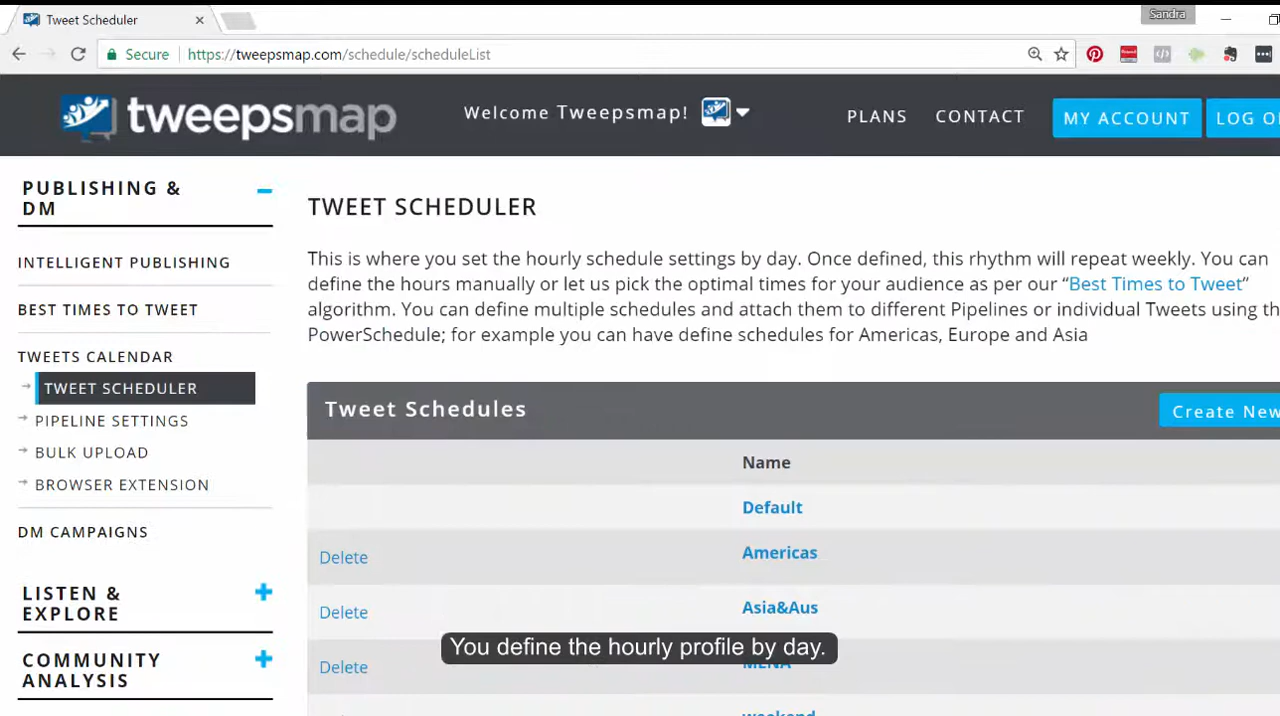 Tweet Scheduler
Sandra
Secure
https://tweepsmap.com/schedule/scheduleList
tweepsmap
Welcome Tweepsmap!
PLANS
CONTACT
MY ACCOUNT
PUBLISHING &
DM
INTELLIGENT PUBLISHING
BEST TIMES TO TWEET
TWEETS CALENDAR
TWEET SCHEDULER
PIPELINE SETTINGS
BULK UPLOAD
BROWSER EXTENSION
DM CAMPAIGNS
LISTEN &
EXPLORE
COMMUNITY
ANALYSIS
TWEET SCHEDULER
This is where you set the hourly schedule settings by day. Once defined, this rhythm will repeat weekly. You can
define the hours manually or let us pick the optimal times for your audience as per our “Best Times to Tweet”
algorithm. You can define multiple schedules and attach them to different Pipelines or individual Tweets using
PowerSchedule; for example you can have define schedules for Americas, Europe and Asia
Tweet Schedules
Create New
Name
Default
Delete Americas
Delete Asia&Aus
Delete MENA
weekend
You define the hourly profile by day.